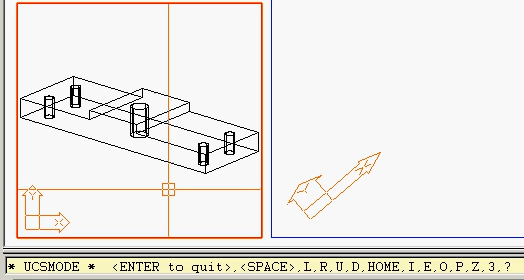 Y
X
X
* UCSMODE *  <ENTER to quit>,<SPACE>,L,R,U,D,HOME,I,E,O,P,Z,3,?